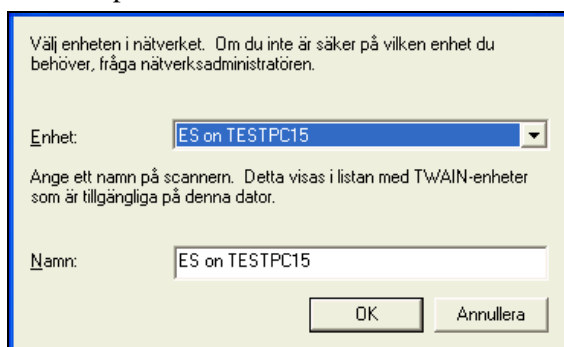 Välj enheten i nätverket. Om du inte är säker på vilken enhet du
behöver, fråga nätverksadministratören.
Enhet: ES on TESTPC15
Ange ett namn på scannern. Detta visas i listan med TWAIN-enheter
som är tillgängliga på denna dator.
Namn: ES on TESTPC15
OK Annullera